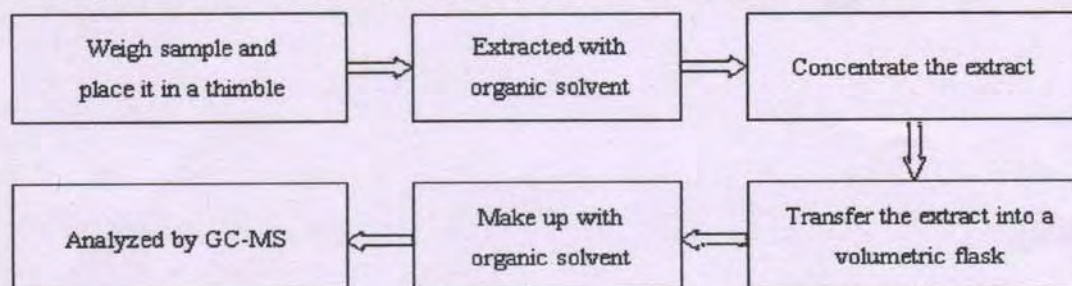 Weigh sample and
place it in a thimble
Extracted with
organic solvent
Concentrate the extract
Transfer the extract into a
volumetric flask
Make up with
organic solvent
Analyzed by GC-MS